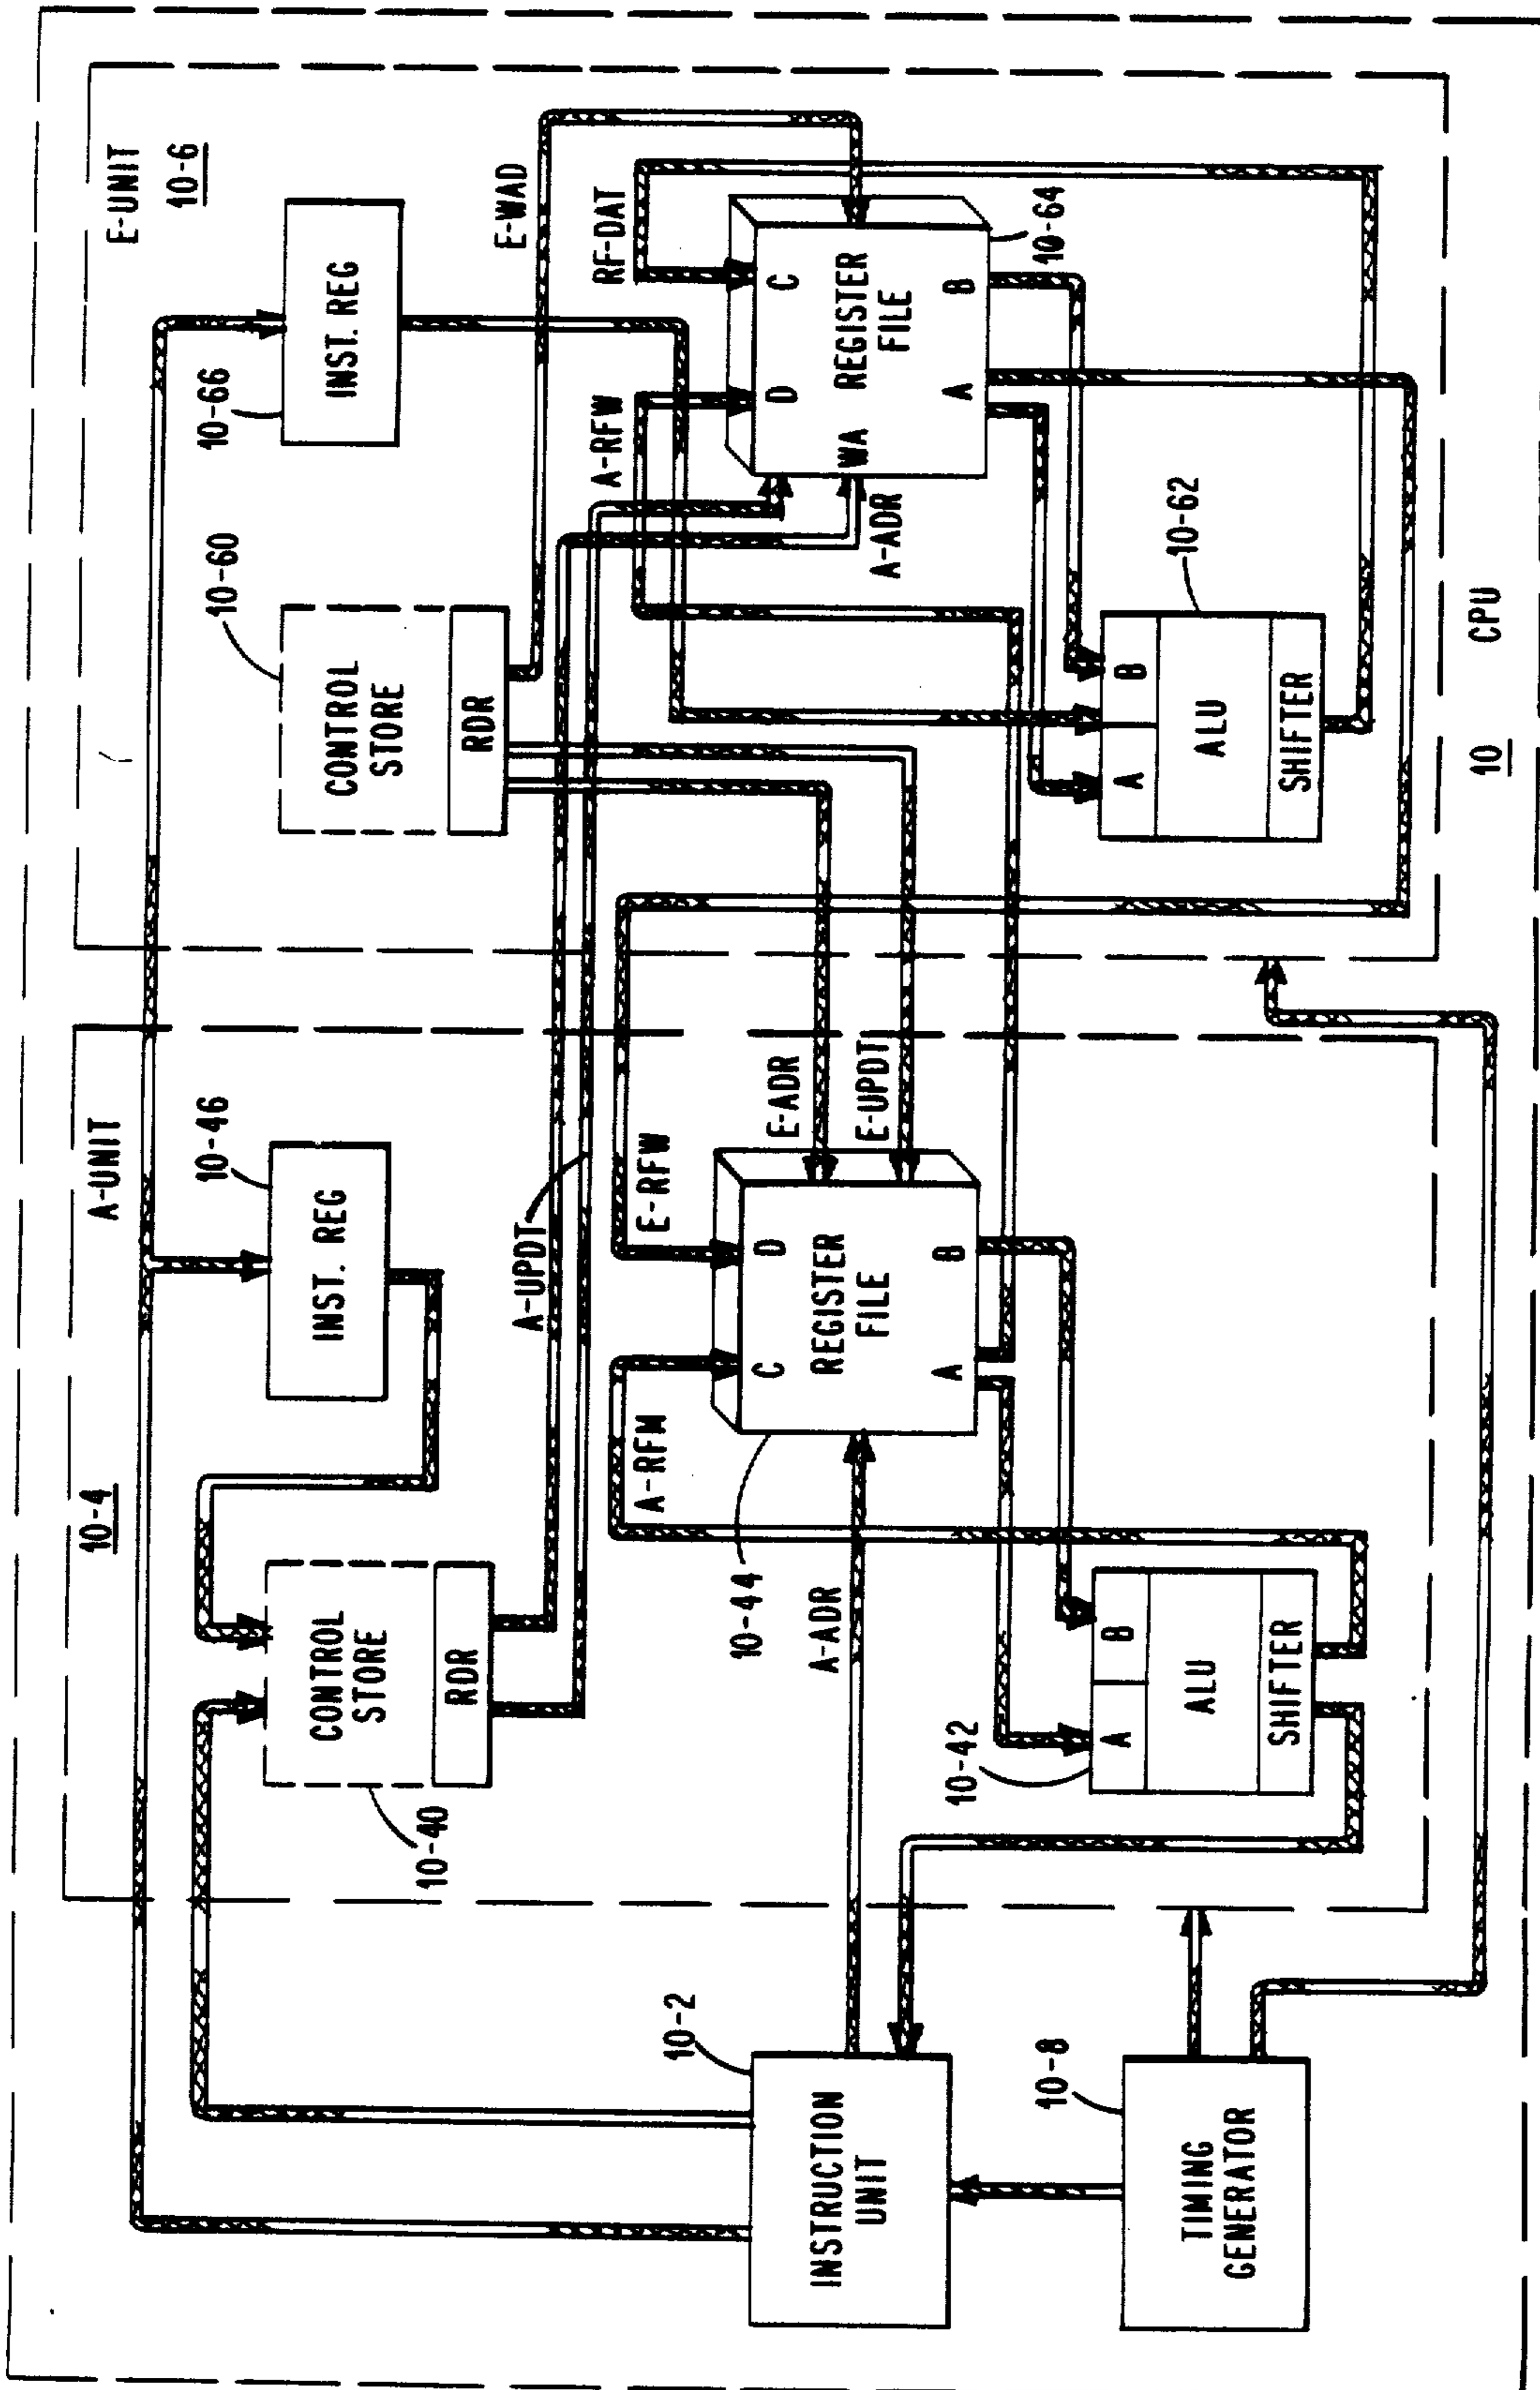 A-UNIT
10-4
10-46
INST. REG
CONTROL
STORE
RDR
10-40
A-UPDT
E-RFW
A-RFM
E-ADR
E-UPDT
C
D
REGISTER
FILE
A
B
10-44
A-ADR
10-42
A
B
ALU
SHIFTER
10-2
INSTRUCTION
UNIT
10-8
TIMING
GENERATOR
E-UNIT
10-6
10-66
INST. REG
10-60
CONTROL
STORE
RDR
E-WAD
RF-DAT
A-RFW
D
C
WA
REGISTER
FILE
A
B
A-ADR
10-64
10-62
A
B
ALU
SHIFTER
CPU
10